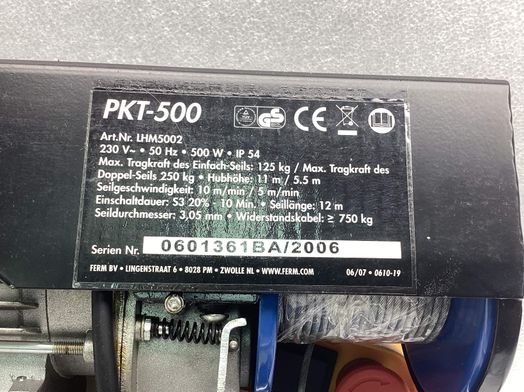 PKT-500
Art.Nr. LHM5002
230 V~ • 50 Hz • 500 W • IP 54
Max. Tragkraft des Einfach-Seils: 125 kg / Max. Tragkraft des
Doppel-Seils 250 kg • Hubhöhe: 11 m / 5.5 m
Seilgeschwindigkeit: 10 m/min / 5 m/min
Einschaltdauer: S3 20% - 10 Min. • Seillänge: 12 m
Seildurchmesser: 3,05 mm • Widerstandskabel: ≥ 750 kg
Serien Nr. 0601361BA/2006
FERM BV • LINGENSTRAAT 6 • 8028 PM • ZWOLLE NL • WWW.FERM.COM 06/07 • 0610-19